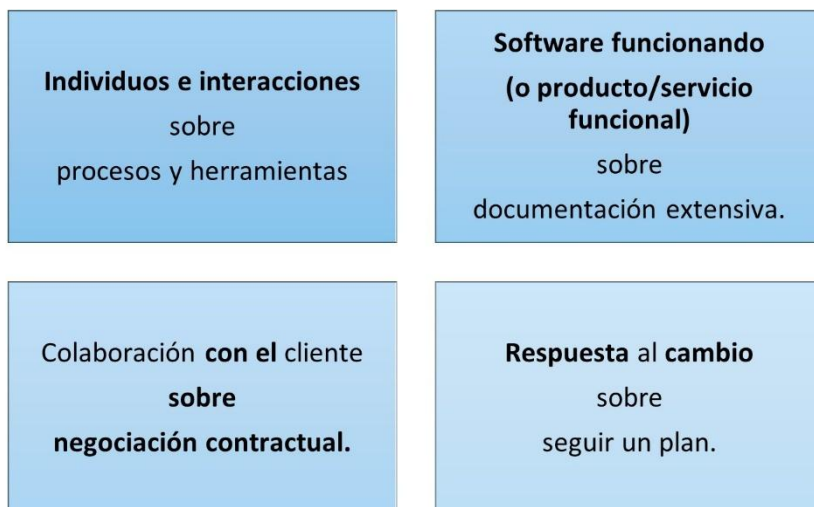 Individuos e interacciones
sobre
procesos y herramientas
Software funcionando
(o producto/servicio
funcional)
sobre
documentación extensiva.
Colaboración con el cliente
sobre
negociación contractual.
Respuesta al cambio
sobre
seguir un plan.